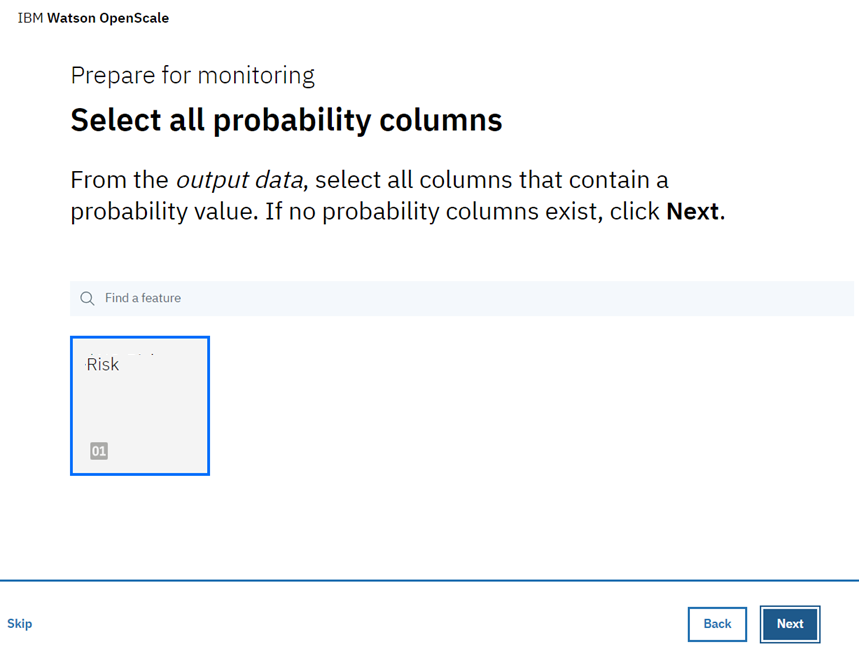 IBM Watson OpenScale
Prepare for monitoring
Select all probability columns
From the output data, select all columns that contain a
probability value. If no probability columns exist, click Next.
Find a feature
Risk
01
Skip
Back
Next